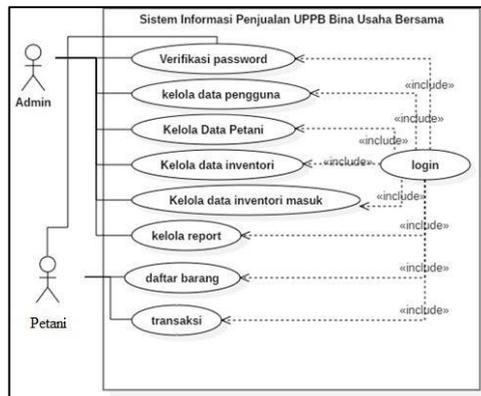 Sistem Informasi Penjualan UPPB Bina Usaha Bersama
Admin
Verifikasi password
kelola data pengguna
Kelola Data Petani
Kelola data inventori
Kelola data inventori masuk
kelola report
Petani
daftar barang
transaksi
login
«include»
«include»
«include»
«include»
«include»
«include»
«include»